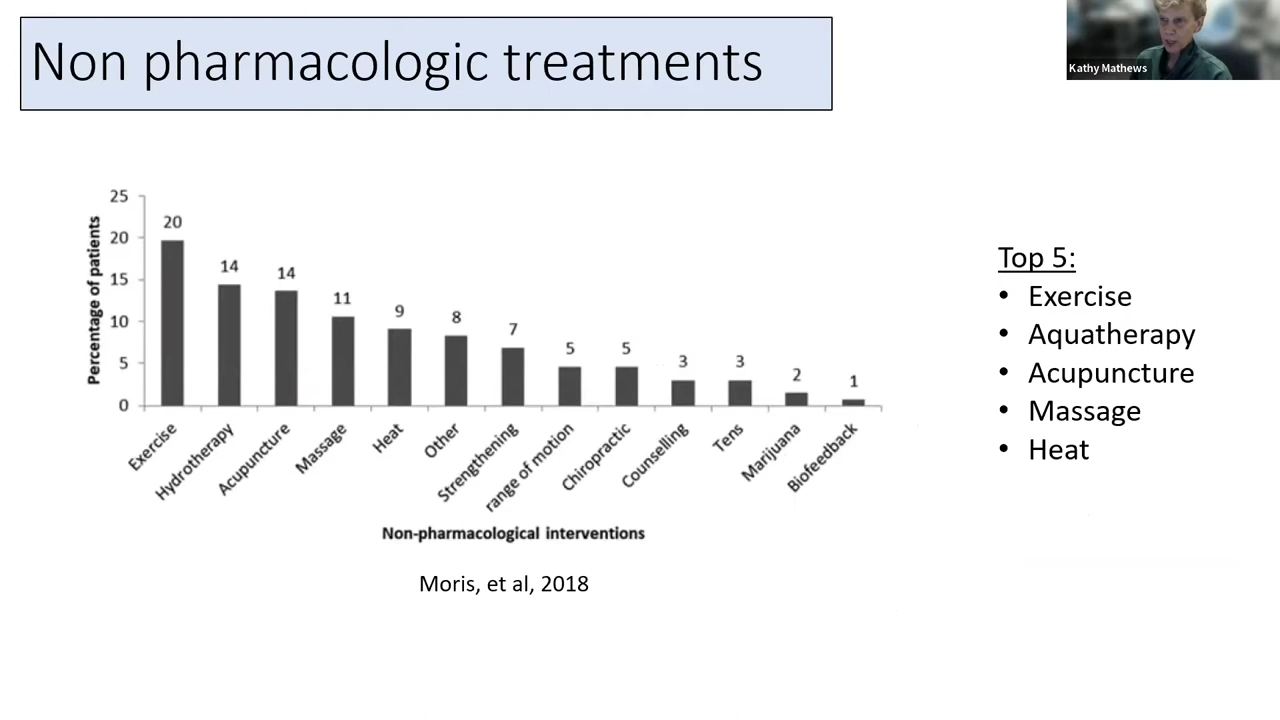 Non pharmacologic treatments
Kathy Mathews
Percentage of patients
25
20
15
10
5
0
20
14
14
11
9
8
7
5
5
3
3
2
1
Exercise
Hydrotherapy
Acupuncture
Massage
Heat
Other
Strengthening
range of motion
Chiropractic
Counselling
Tens
Marijuana
Biofeedback
Non-pharmacological interventions
Moris, et al, 2018
Top 5:
• Exercise
• Aquatherapy
• Acupuncture
• Massage
• Heat